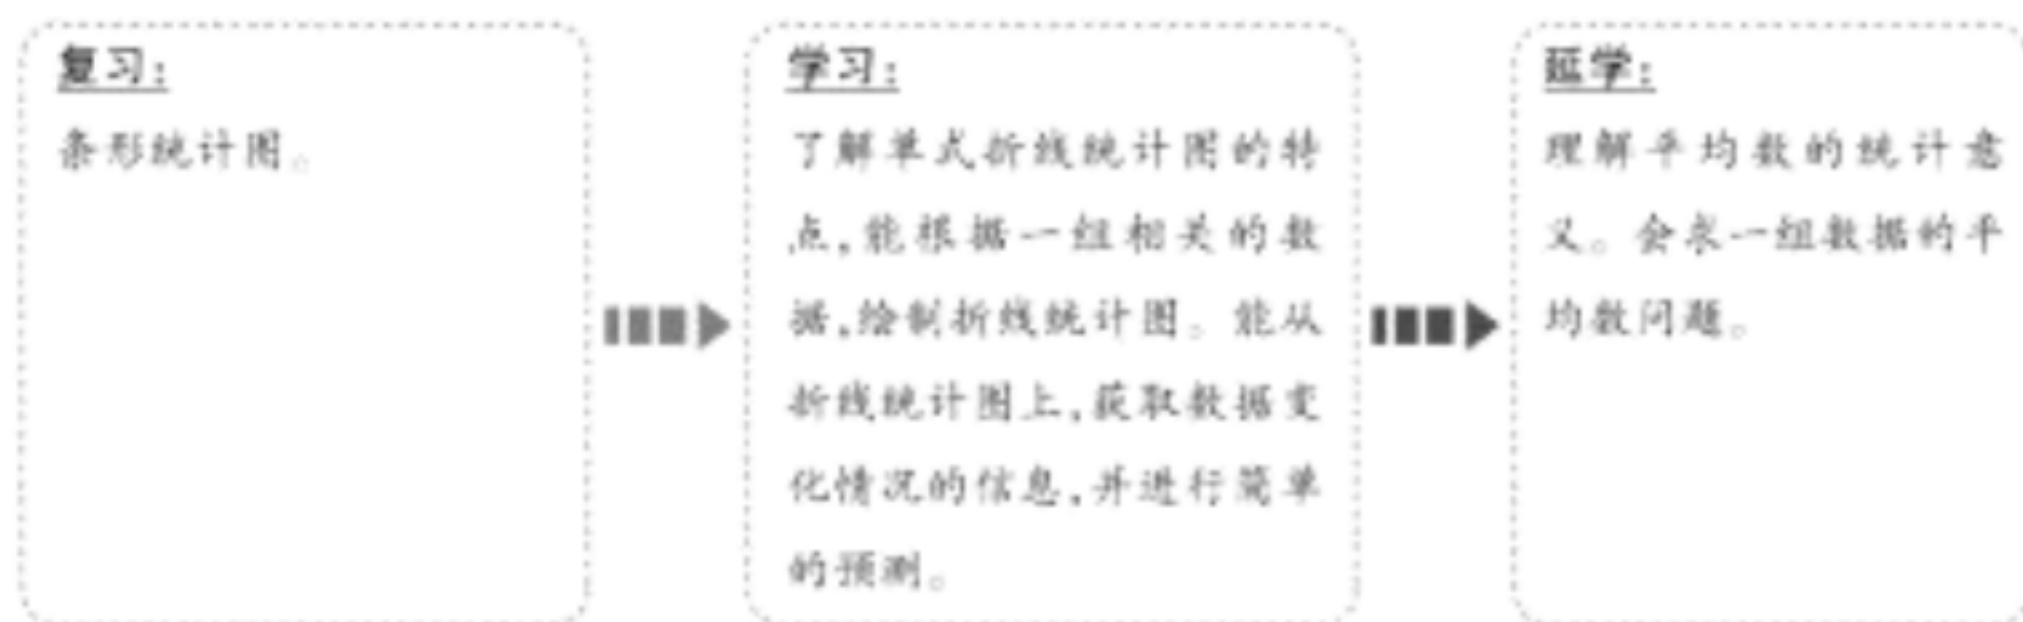 复习：
条形统计图。
学习：
了解单式折线统计图的特
点，能根据一组相关的数
据，绘制折线统计图。能从
折线统计图上，获取数据变
化情况的信息，并进行简单
的预测。
延学：
理解平均数的统计意
义。会求一组数据的平
均数问题。